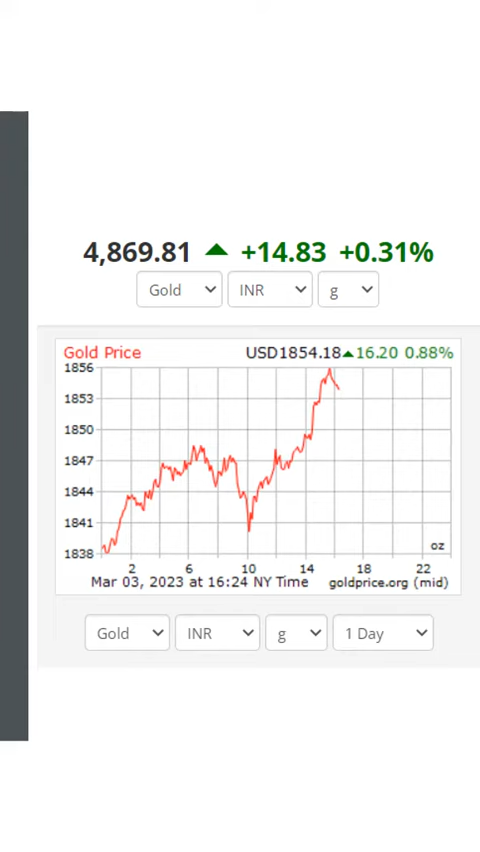 4,869.81 ▲ +14.83 +0.31%
Gold INR g
Gold Price USD1854.18▲16.20 0.88%
1856
1853
1850
1847
1844
1841
1838
oz
2 6 10 14 18 22
Mar 03, 2023 at 16:24 NY Time goldprice.org (mid)
Gold INR g 1 Day